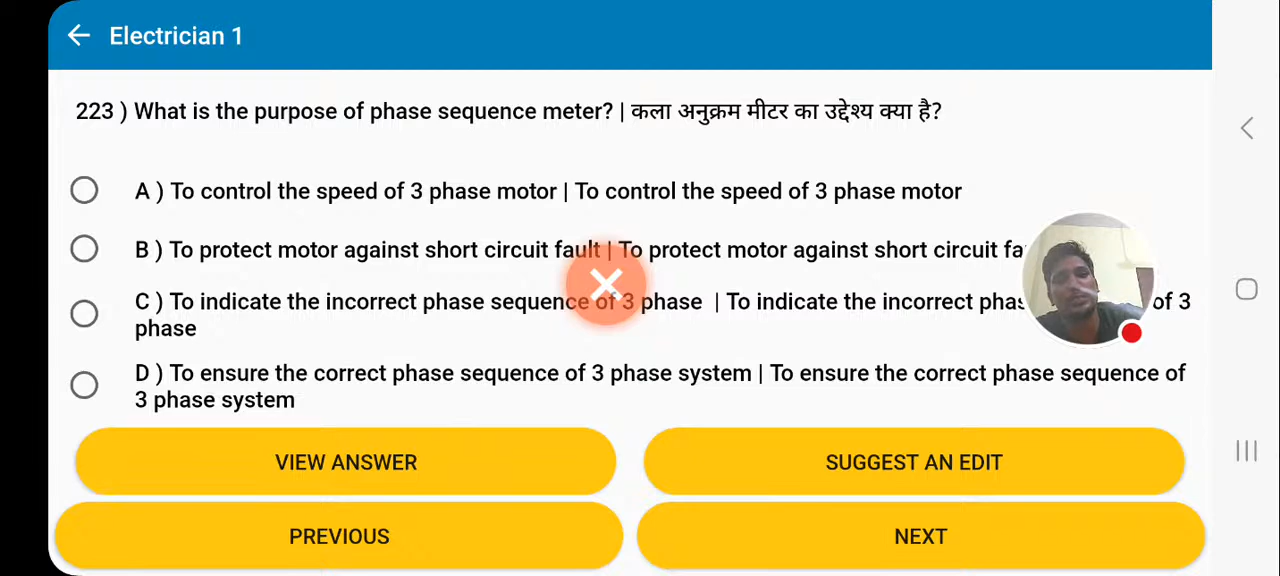 Electrician 1
223 ) What is the purpose of phase sequence meter? | कला अनुक्रम मीटर का उद्देश्य क्या है?
A ) To control the speed of 3 phase motor | To control the speed of 3 phase motor
B ) To protect motor against short circuit fault | To protect motor against short circuit
C ) To indicate the incorrect phase sequence of 3 phase | To indicate the incorrect of 3
phase
D ) To ensure the correct phase sequence of 3 phase system | To ensure the correct phase sequence of
3 phase system
VIEW ANSWER
SUGGEST AN EDIT
PREVIOUS
NEXT